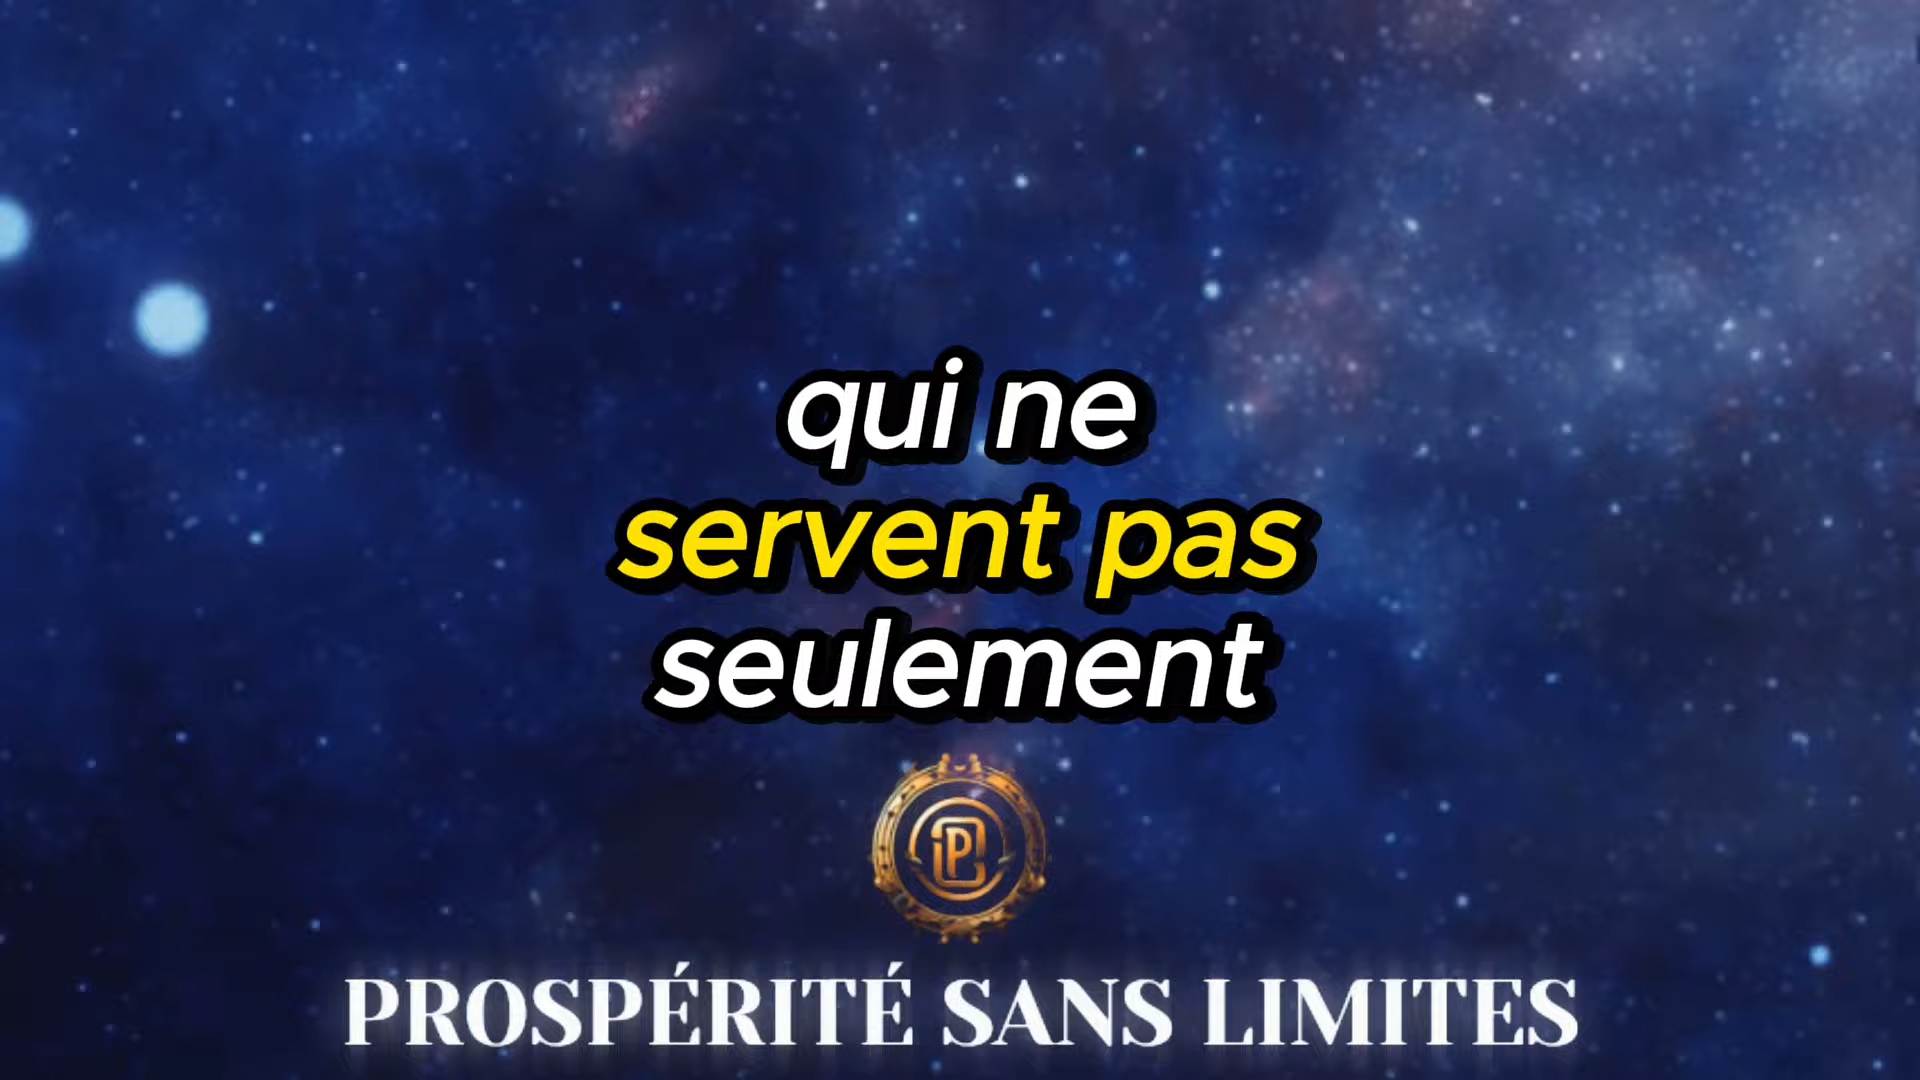 qui ne
servent pas
seulement
P
PROSPÉRITÉ SANS LIMITES